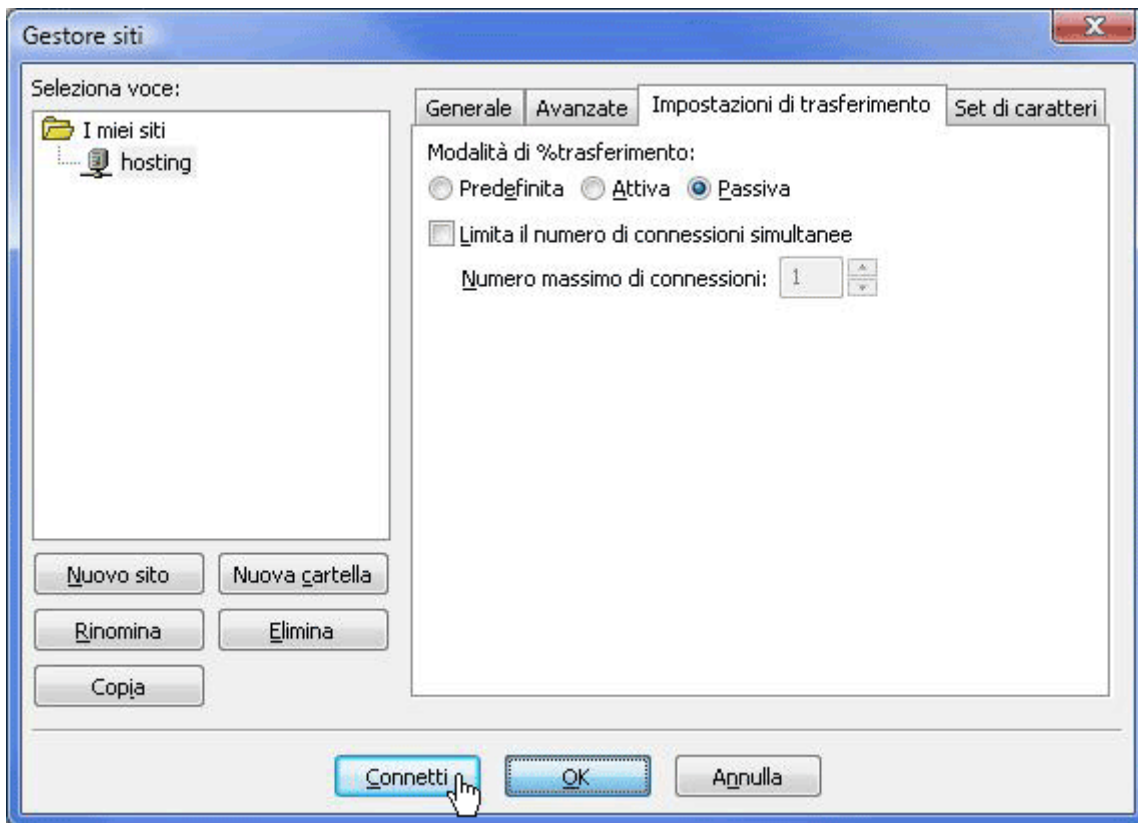 Gestore siti
Seleziona voce:
I miei siti
hosting
Nuovo sito
Nuova cartella
Rinomina
Elimina
Copia
Generale
Avanzate
Impostazioni di trasferimento
Set di caratteri
Modalità di %trasferimento:
Predefinita
Attiva
Passiva
Limita il numero di connessioni simultanee
Numero massimo di connessioni: 1
Connetti
OK
Annulla